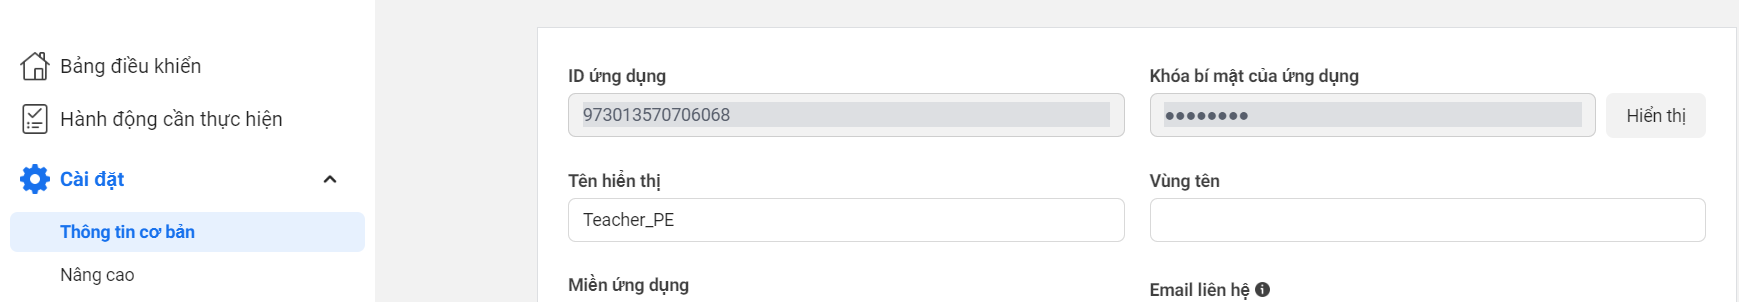 Bảng điều khiển
Hành động cần thực hiện
Cài đặt
Thông tin cơ bản
Nâng cao
ID ứng dụng
973013570706068
Khóa bí mật của ứng dụng
●●●●●●●●
Hiển thị
Tên hiển thị
Teacher_PE
Vùng tên
Miền ứng dụng
Email liên hệ